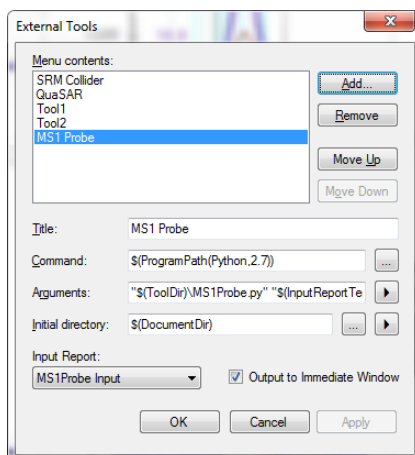 External Tools
Menu contents:
SRM Collider
QuaSAR
Tool1
Tool2
MS1 Probe
Add...
Remove
Move Up
Move Down
Title: MS1 Probe
Command: $(ProgramPath(Python,2.7)) ...
Arguments: "$(ToolDir)\MS1Probe.py" "$(InputReportTe
Initial directory: $(DocumentDir) ...
Input Report:
MS1Probe Input Output to Immediate Window
OK Cancel Apply